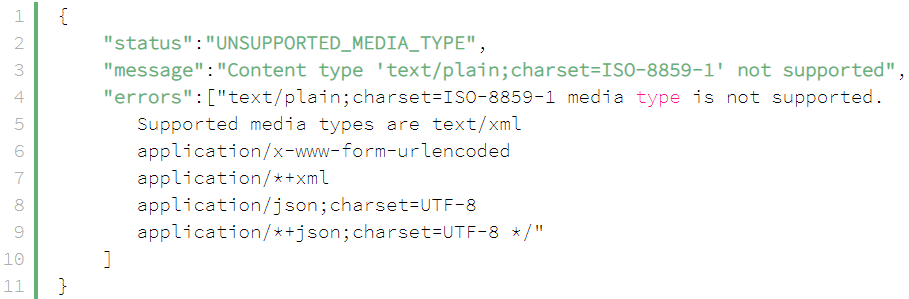 1 {
2     "status":"UNSUPPORTED_MEDIA_TYPE",
3     "message":"Content type 'text/plain;charset=ISO-8859-1' not supported",
4     "errors":["text/plain;charset=ISO-8859-1 media type is not supported.
5        Supported media types are text/xml
6        application/x-www-form-urlencoded
7        application/*+xml
8        application/json;charset=UTF-8
9        application/*+json;charset=UTF-8 */"
10     ]
11 }